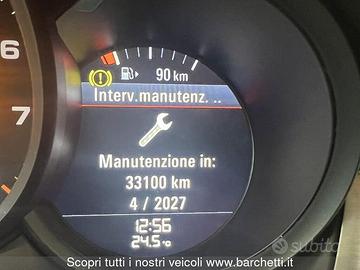 90 km
Interv.manutenz. ..
6
7
Manutenzione in:
33100 km
4 / 2027
12:56
24.5 °C
subito
Scopri tutti i nostri veicoli www.barchetti.it